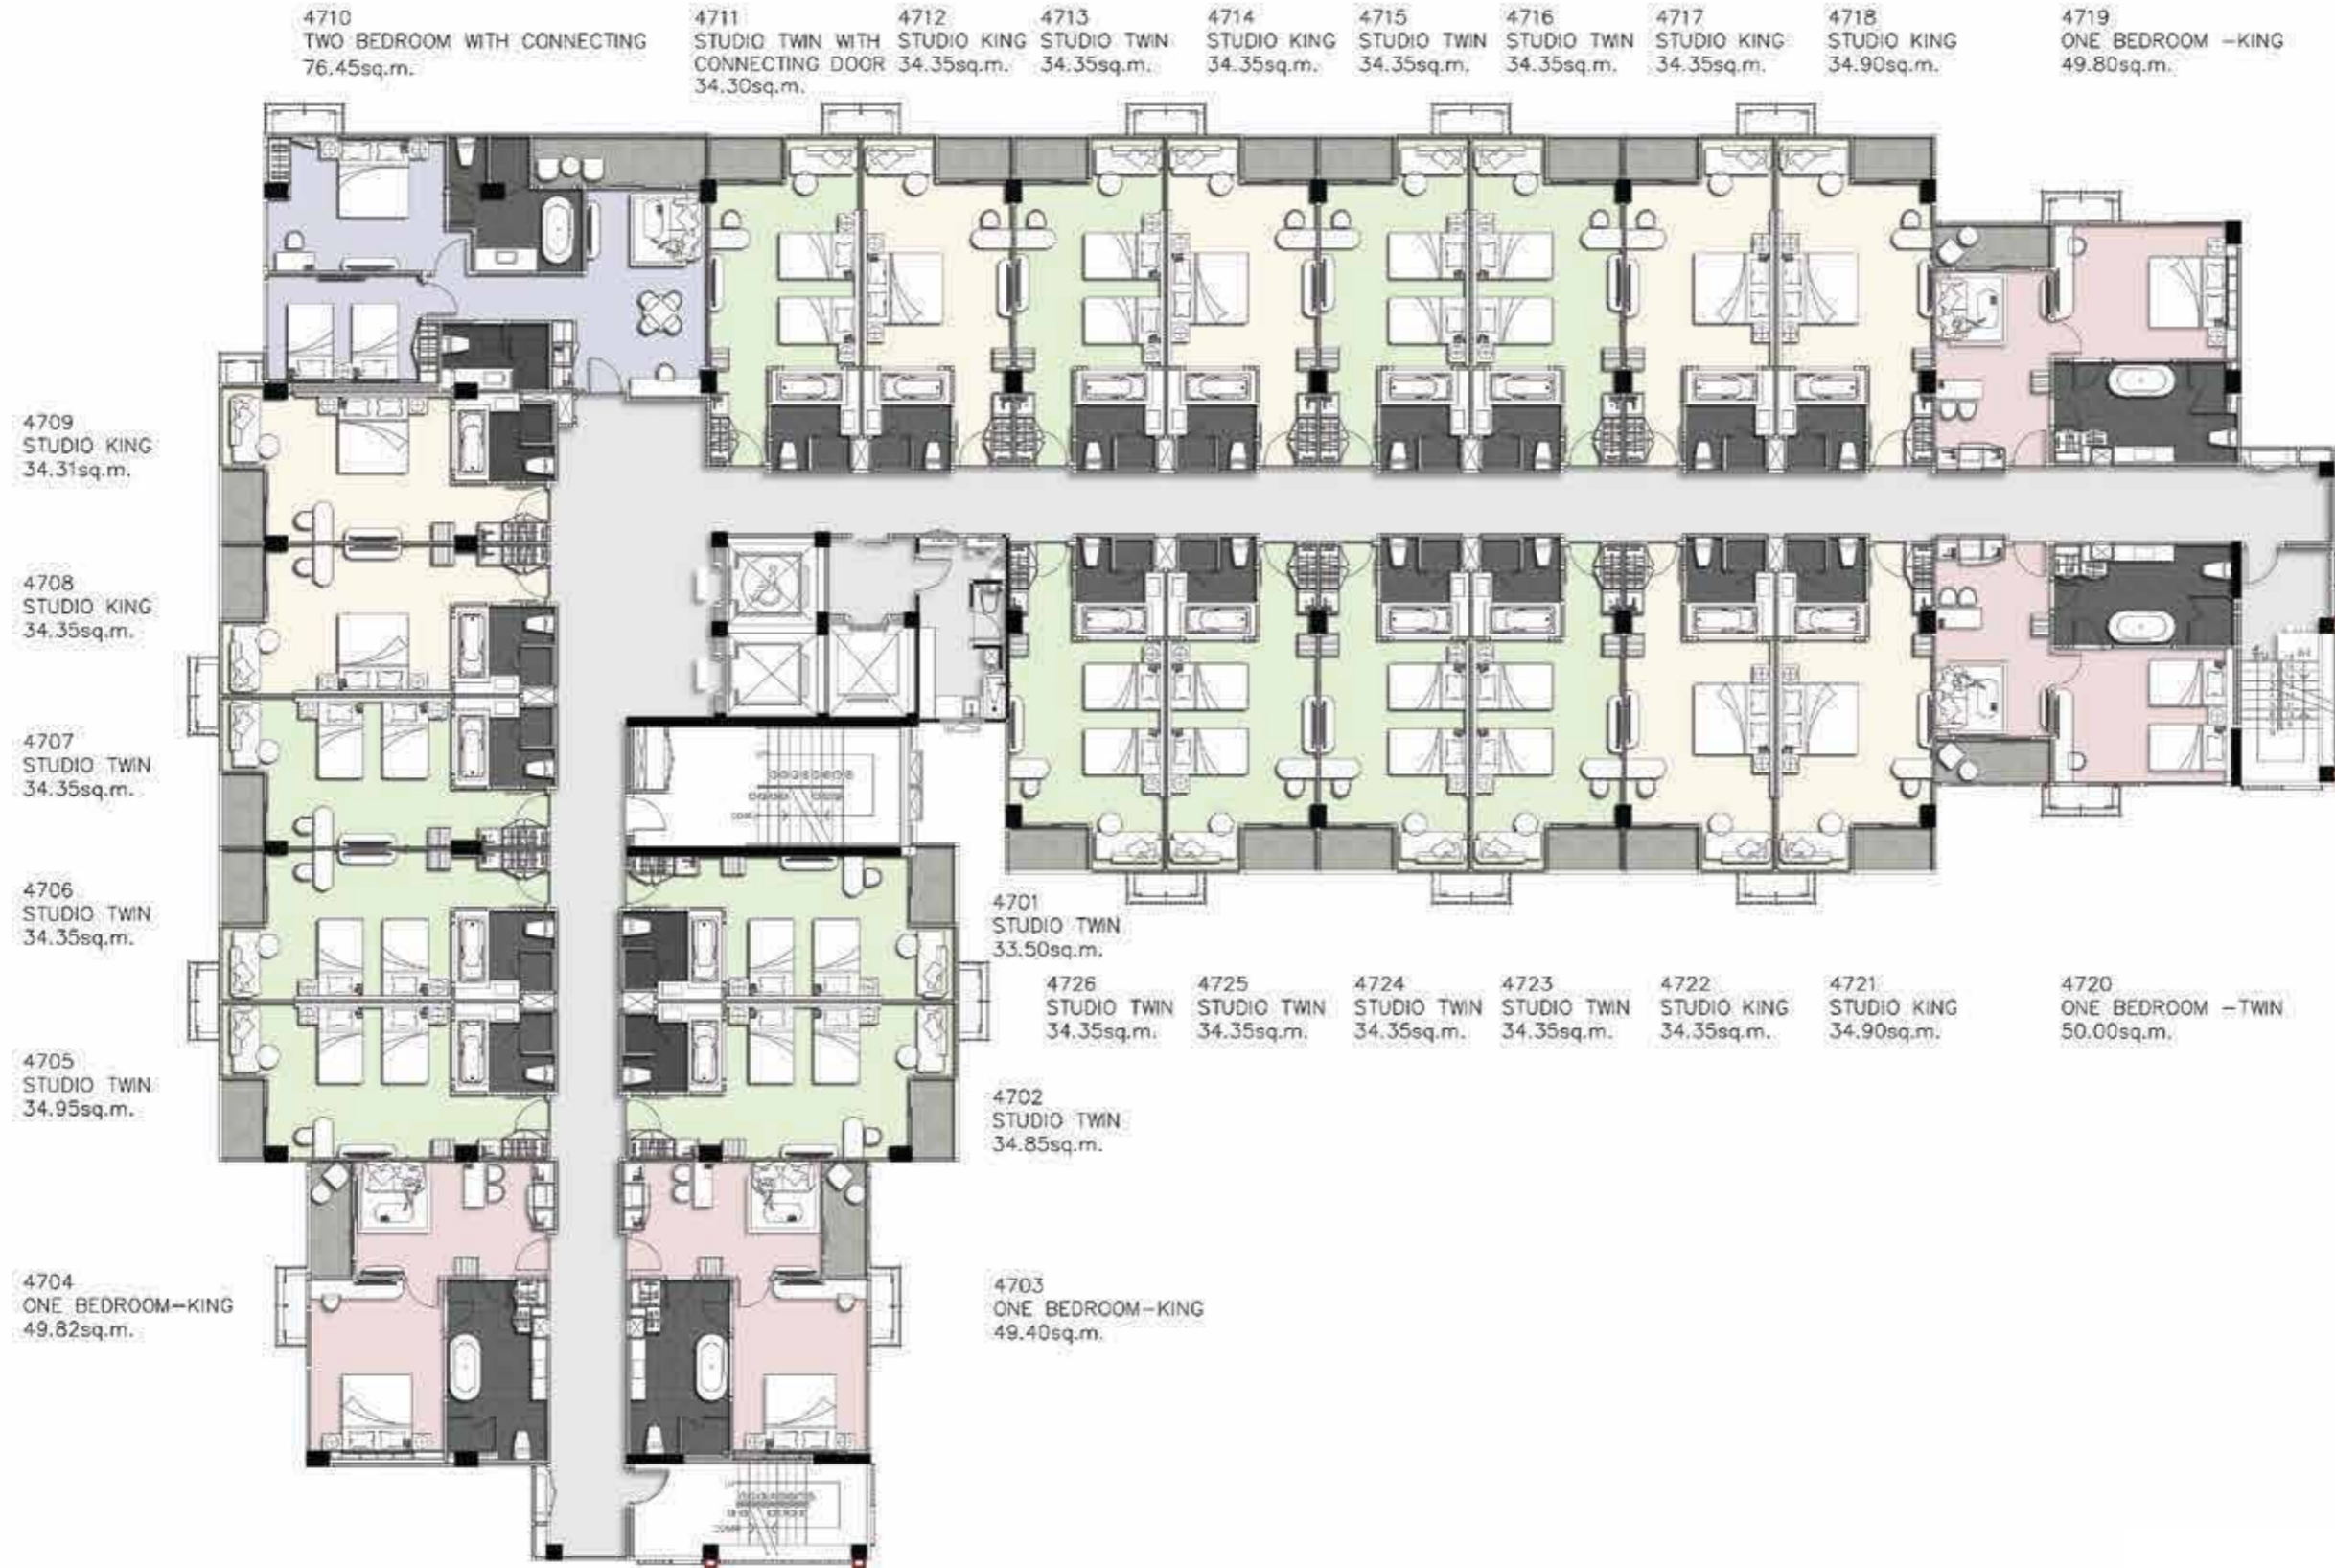 4710
TWO BEDROOM WITH CONNECTING
76.45sq.m.
4711
STUDIO TWIN WITH
CONNECTING DOOR
34.30sq.m.
4712
STUDIO KING
34.35sq.m.
4713
STUDIO TWIN
34.35sq.m.
4714
STUDIO KING
34.35sq.m.
4715
STUDIO TWIN
34.35sq.m.
4716
STUDIO TWIN
34.35sq.m.
4717
STUDIO KING
34.35sq.m.
4718
STUDIO KING
34.90sq.m.
4719
ONE BEDROOM -KING
49.80sq.m.
4709
STUDIO KING
34.31sq.m.
4708
STUDIO KING
34.35sq.m.
4707
STUDIO TWIN
34.35sq.m.
4706
STUDIO TWIN
34.35sq.m.
4705
STUDIO TWIN
34.95sq.m.
4704
ONE BEDROOM-KING
49.82sq.m.
4701
STUDIO TWIN
33.50sq.m.
4726
STUDIO TWIN
34.35sq.m.
4725
STUDIO TWIN
34.35sq.m.
4724
STUDIO TWIN
34.35sq.m.
4723
STUDIO TWIN
34.35sq.m.
4722
STUDIO KING
34.35sq.m.
4721
STUDIO KING
34.90sq.m.
4720
ONE BEDROOM -TWIN
50.00sq.m.
4702
STUDIO TWIN
34.85sq.m.
4703
ONE BEDROOM-KING
49.40sq.m.